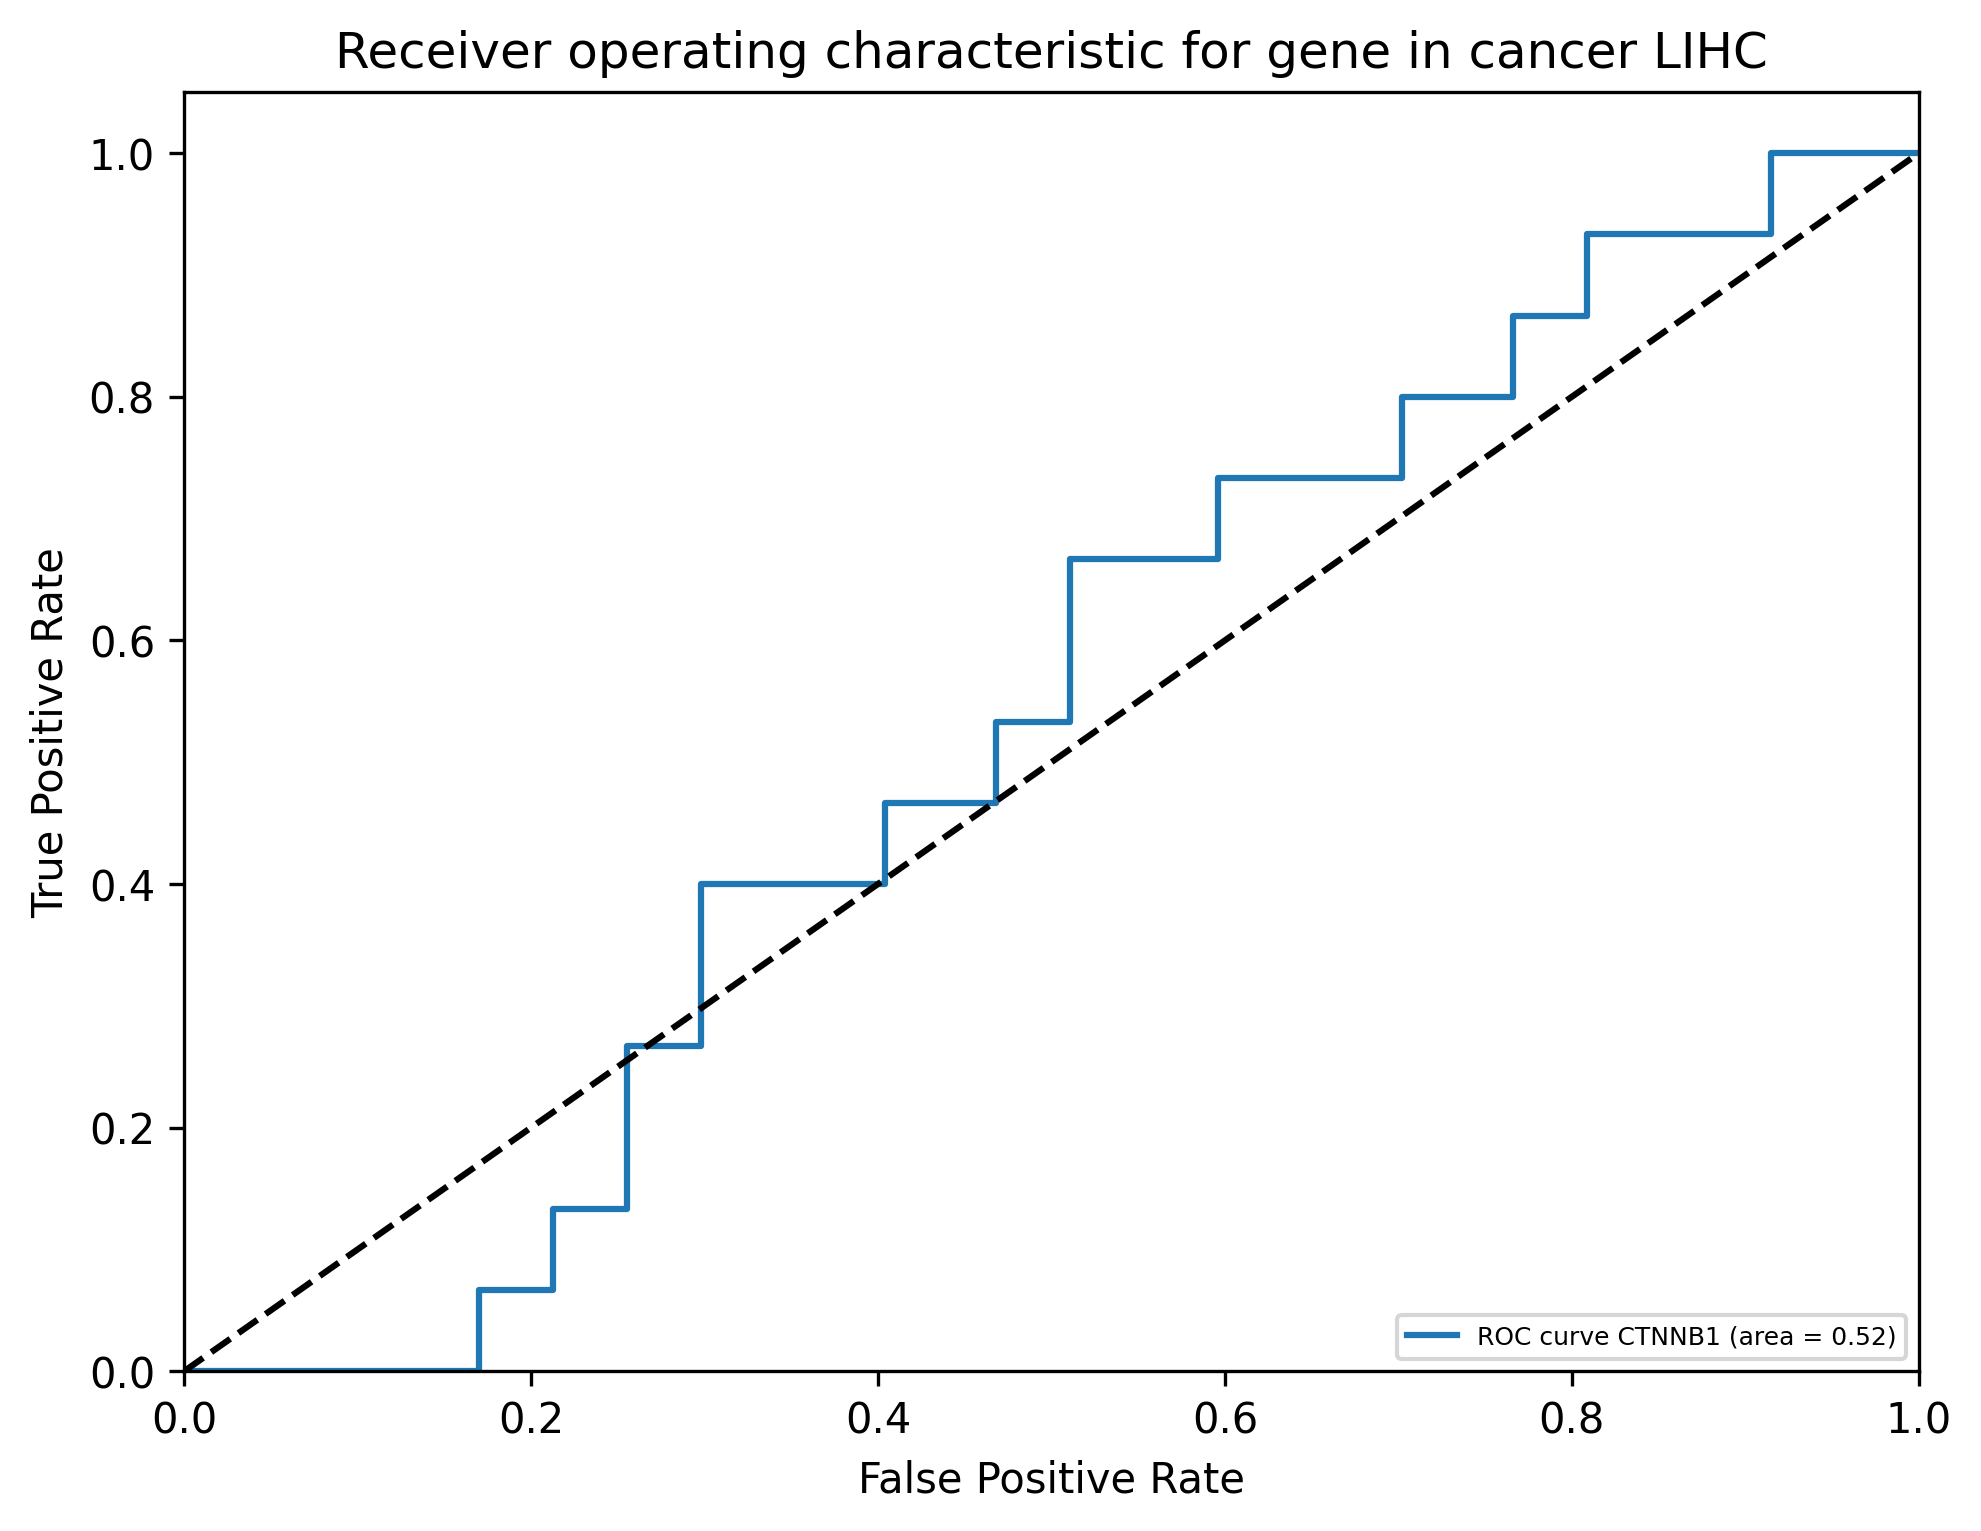 Receiver operating characteristic for gene in cancer LIHC
True Positive Rate
1.0
0.8
0.6
0.4
0.2
0.0
ROC curve CTNNB1 (area = 0.52)
0.0 0.2 0.4 0.6 0.8 1.0
False Positive Rate